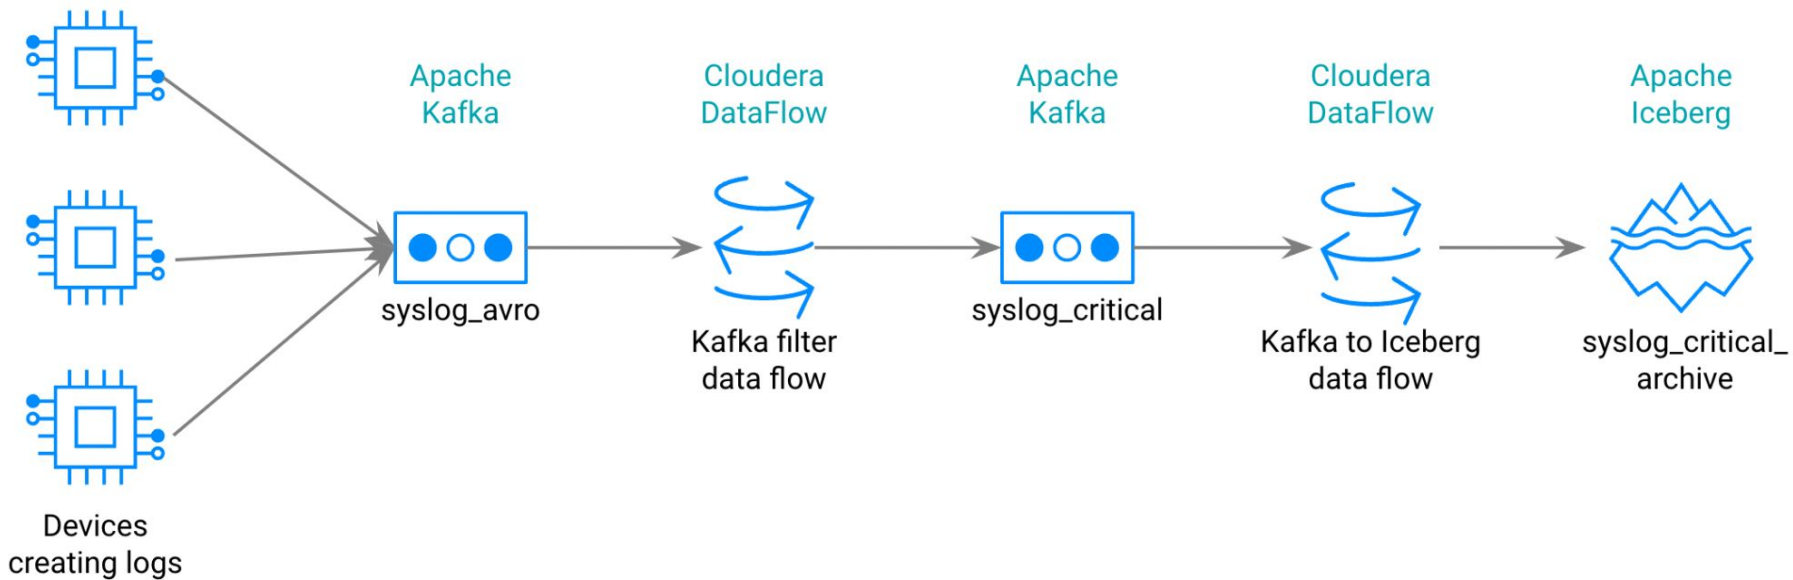 Apache
Kafka
Cloudera
DataFlow
Apache
Kafka
Cloudera
DataFlow
Apache
Iceberg
syslog_avro
Kafka filter
data flow
syslog_critical
Kafka to Iceberg
data flow
syslog_critical_
archive
Devices
creating logs